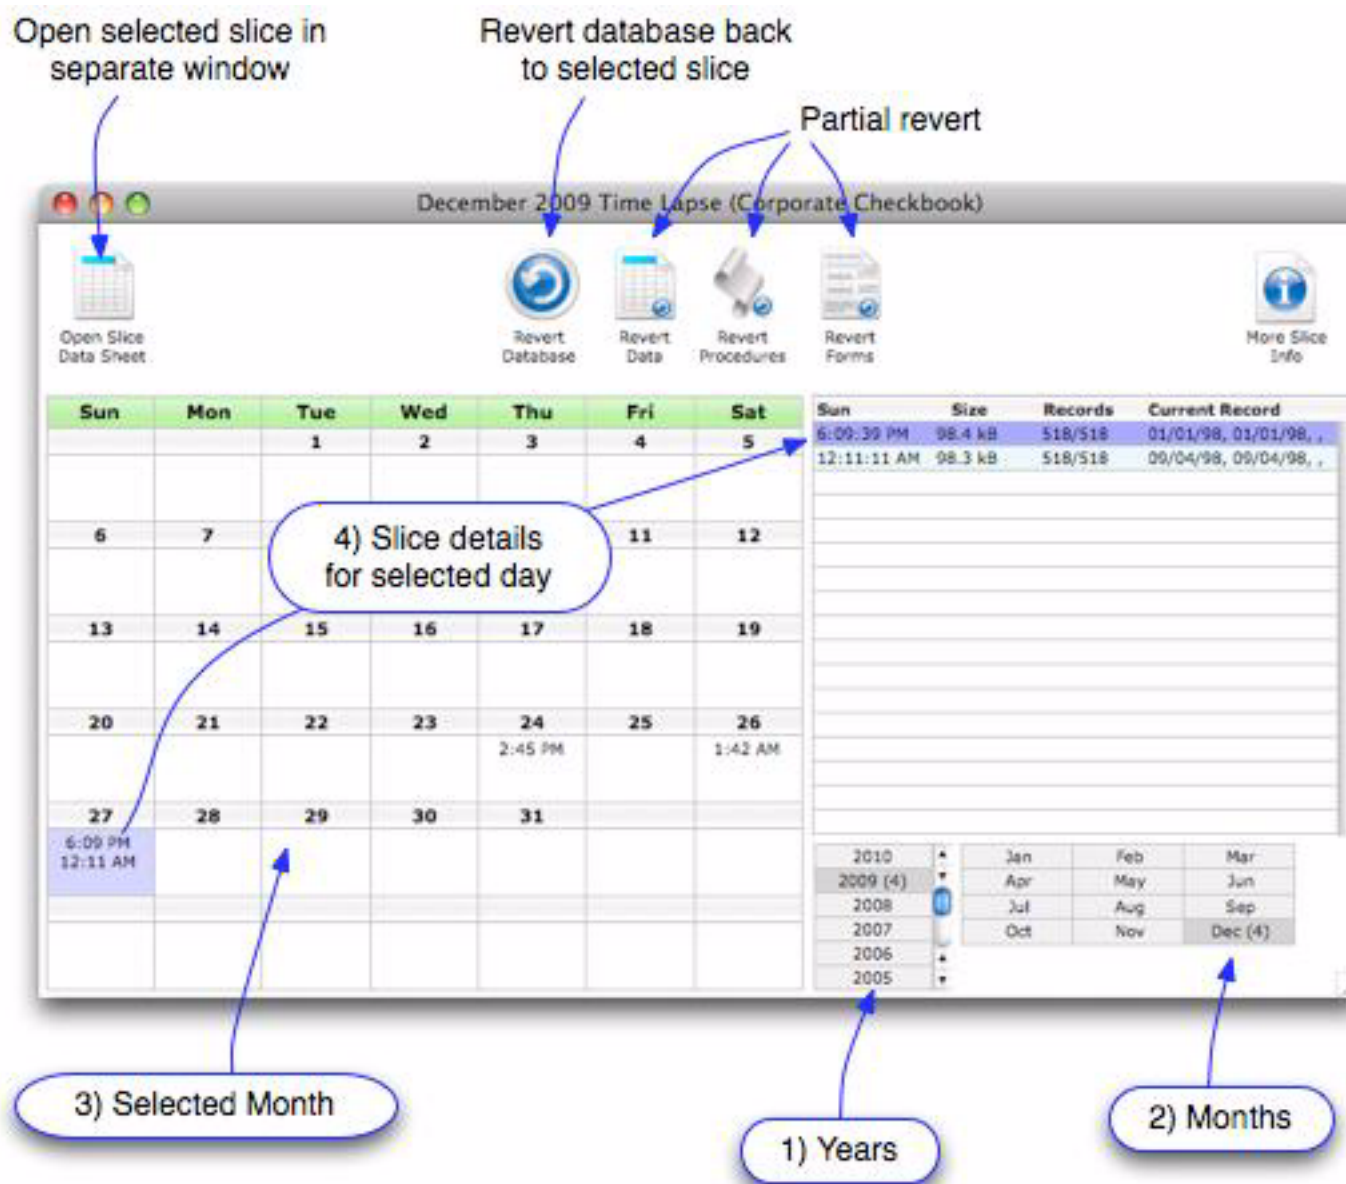 Open selected slice in
separate window
Revert database back
to selected slice
Partial revert
December 2009 Time Lapse (Corporate Checkbook)
Open Slice
Data Sheet
Revert
Database
Revert
Data
Revert
Procedures
Revert
Forms
More Slice
Info
Sun Mon Tue Wed Thu Fri Sat
1 2 3 4 5
6 7 11 12
13 14 15 16 17 18 19
20 21 22 23 24 25 26
2:45 PM 1:42 AM
27 28 29 30 31
6:09 PM
12:11 AM
4) Slice details
for selected day
Sun Size Records Current Record
6:09:39 PM 98.4 kB 518/518 01/01/98, 01/01/98, ,
12:11:11 AM 98.3 kB 518/518 09/04/98, 09/04/98, ,
2010
2009 (4)
2008
2007
2006
2005
Jan Feb Mar
Apr May Jun
Jul Aug Sep
Oct Nov Dec (4)
3) Selected Month
1) Years
2) Months